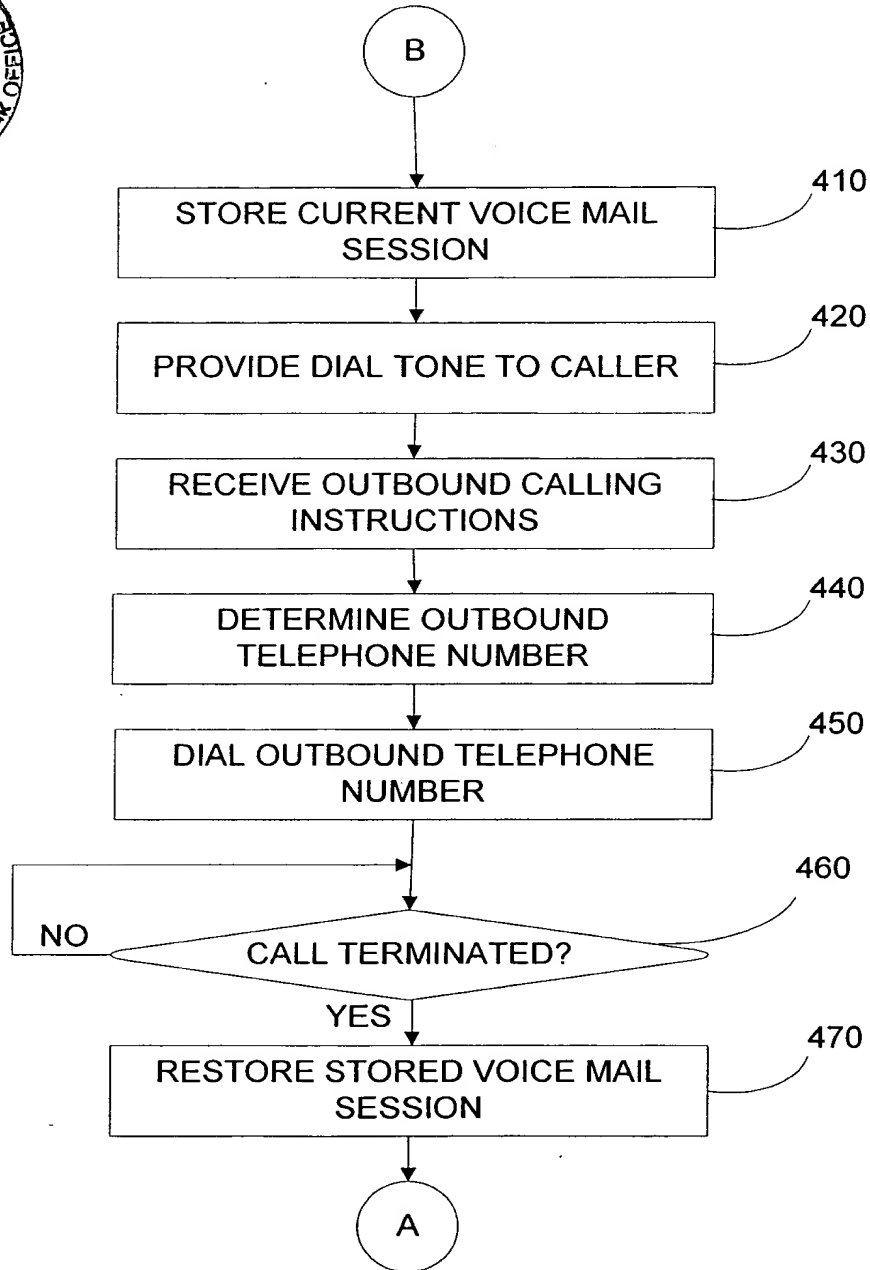 OFFICE
B
410
STORE CURRENT VOICE MAIL
SESSION
420
PROVIDE DIAL TONE TO CALLER
430
RECEIVE OUTBOUND CALLING
INSTRUCTIONS
440
DETERMINE OUTBOUND
TELEPHONE NUMBER
450
DIAL OUTBOUND TELEPHONE
NUMBER
460
NO
CALL TERMINATED?
YES
470
RESTORE STORED VOICE MAIL
SESSION
A